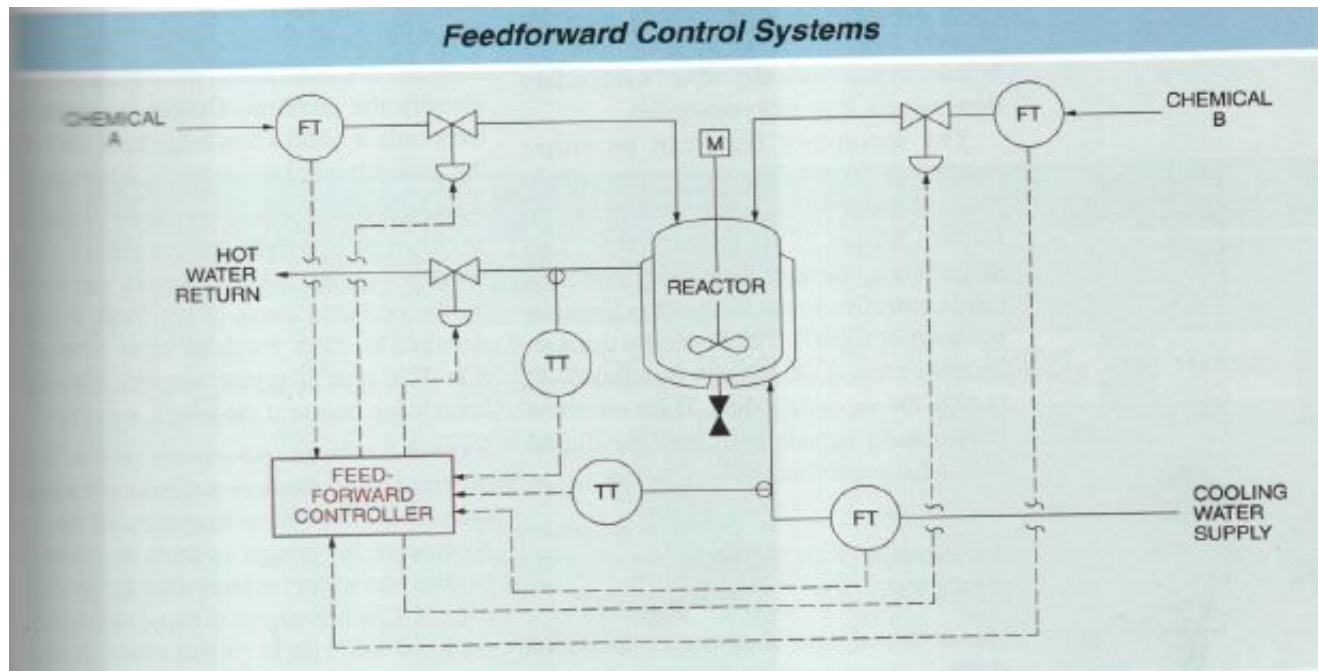 Feedforward Control Systems
CHEMICAL
A
FT
FT
CHEMICAL
B
M
HOT
WATER
RETURN
REACTOR
TT
FEED-
FORWARD
CONTROLLER
TT
FT
COOLING
WATER
SUPPLY